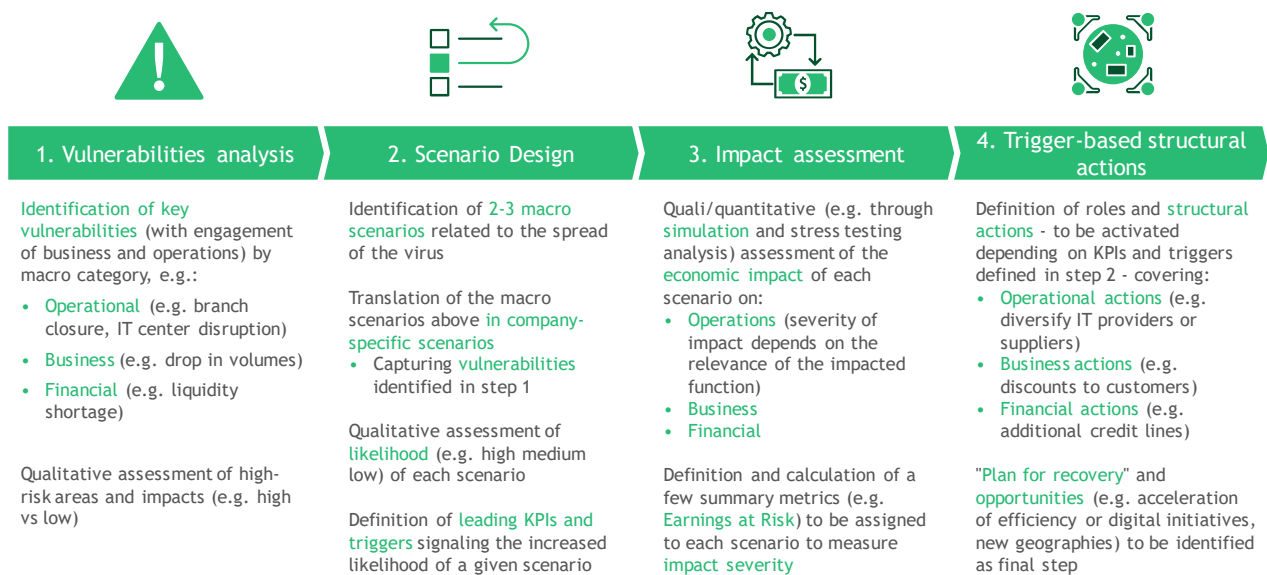 1. Vulnerabilities analysis
Identification of key
vulnerabilities (with engagement
of business and operations) by
macro category, e.g.:
• Operational (e.g. branch
closure, IT center disruption)
• Business (e.g. drop in volumes)
• Financial (e.g. liquidity
shortage)
Qualitative assessment of high-
risk areas and impacts (e.g. high
vs low)
2. Scenario Design
Identification of 2-3 macro
scenarios related to the spread
of the virus
Translation of the macro
scenarios above in company-
specific scenarios
• Capturing vulnerabilities
identified in step 1
Qualitative assessment of
likelihood (e.g. high medium
low) of each scenario
Definition of leading KPIs and
triggers signaling the increased
likelihood of a given scenario
$
3. Impact assessment
Quali/quantitative (e.g. through
simulation and stress testing
analysis) assessment of the
economic impact of each
scenario on:
• Operations (severity of
impact depends on the
relevance of the impacted
function)
• Business
• Financial
Definition and calculation of a
few summary metrics (e.g.
Earnings at Risk) to be assigned
to each scenario to measure
impact severity
4. Trigger-based structural
actions
Definition of roles and structural
actions - to be activated
depending on KPIs and triggers
defined in step 2 - covering:
• Operational actions (e.g.
diversify IT providers or
suppliers)
• Business actions (e.g.
discounts to customers)
• Financial actions (e.g.
additional credit lines)
"Plan for recovery" and
opportunities (e.g. acceleration
of efficiency or digital initiatives,
new geographies) to be identified
as final step